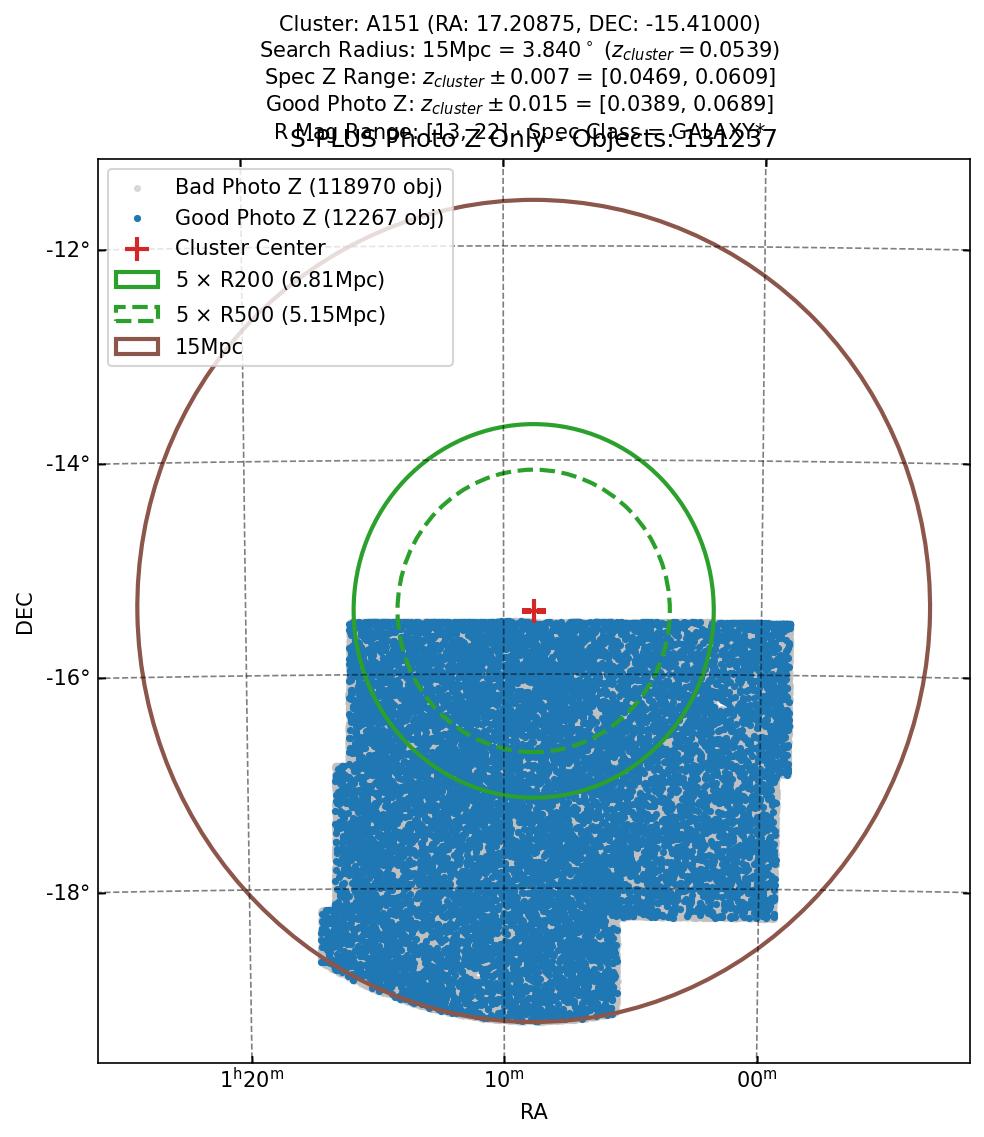 Cluster: A151 (RA: 17.20875, DEC: -15.41000)
Search Radius: 15Mpc = 3.840° (z_cluster = 0.0539)
Spec Z Range: z_cluster ± 0.007 = [0.0469, 0.0609]
Good Photo Z: z_cluster ± 0.015 = [0.0389, 0.0689]
R Mag Range: [13, 22] - Spec Class = GALAXY*
S-PLUS Photo Z Only - Objects: 131237
Bad Photo Z (118970 obj)
Good Photo Z (12267 obj)
Cluster Center
5 × R200 (6.81Mpc)
5 × R500 (5.15Mpc)
15Mpc
-12°
-14°
-16°
-18°
DEC
1h20m 10m 00m
RA